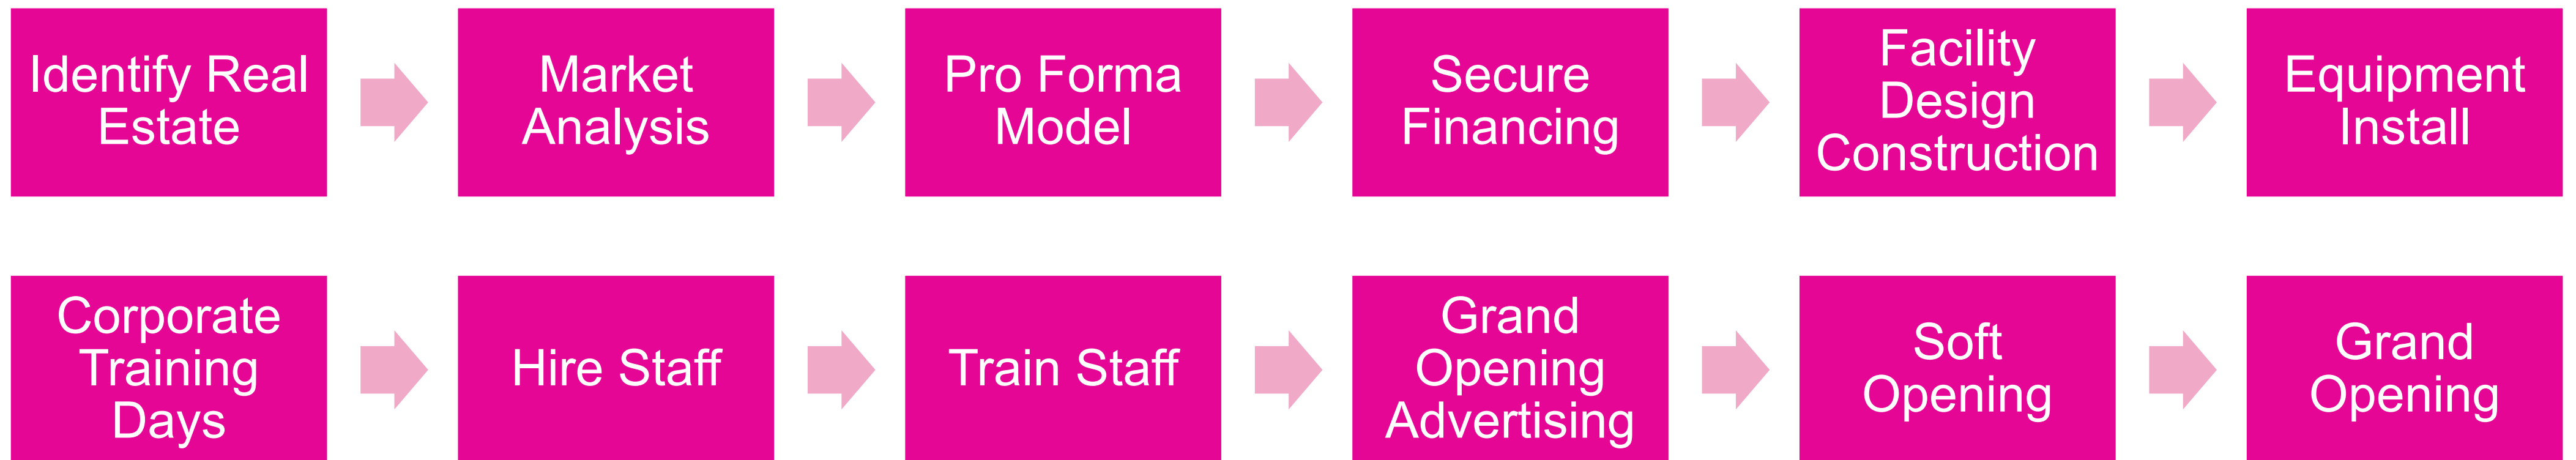 Identify Real
Estate
Market
Analysis
Pro Forma
Model
Secure
Financing
Facility
Design
Construction
Equipment
Install
Corporate
Training
Days
Hire Staff
Train Staff
Grand
Opening
Advertising
Soft
Opening
Grand
Opening